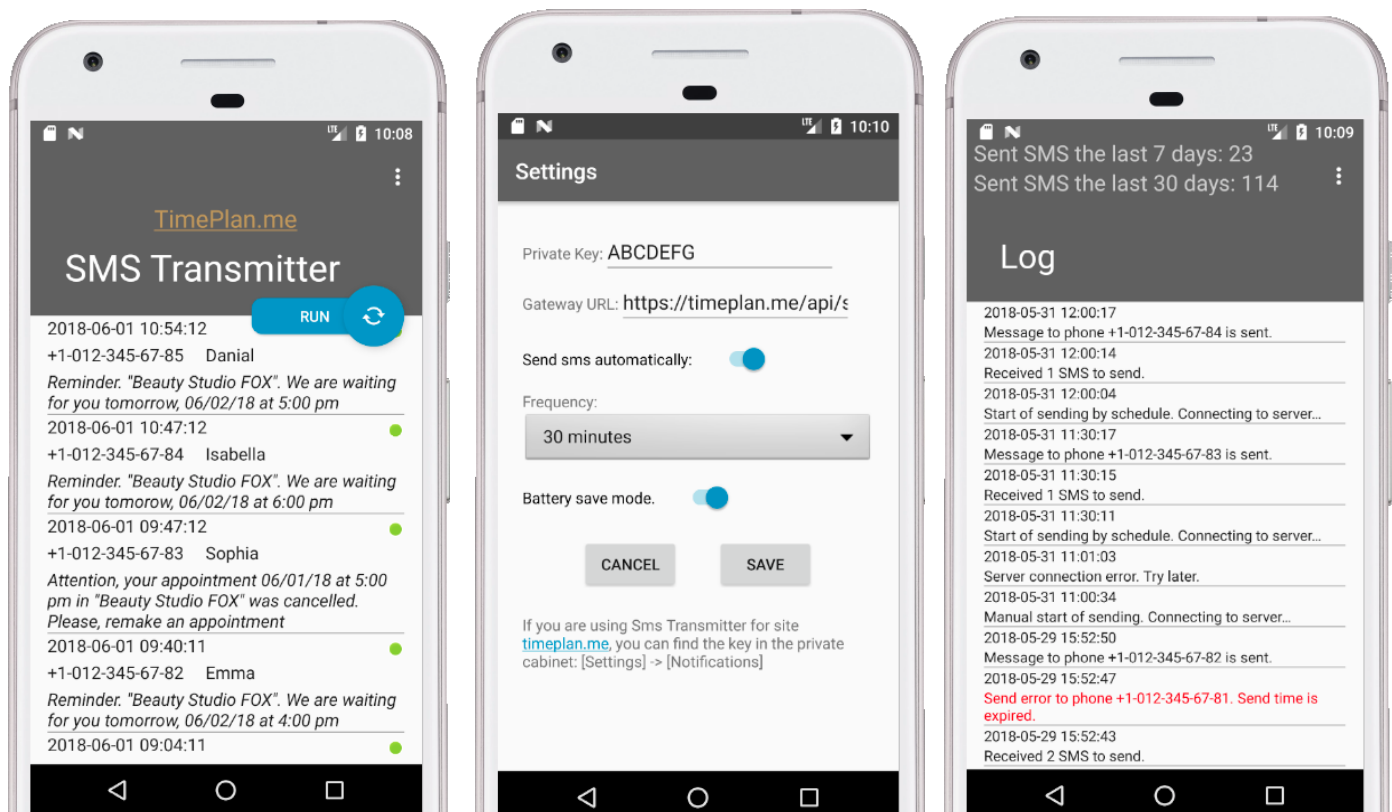 LTE 10:08
TimePlan.me
SMS Transmitter
RUN
2018-06-01 10:54:12
+1-012-345-67-85 Danial
Reminder. "Beauty Studio FOX". We are waiting
for you tomorrow, 06/02/18 at 5:00 pm
2018-06-01 10:47:12
+1-012-345-67-84 Isabella
Reminder. "Beauty Studio FOX". We are waiting
for you tomorow, 06/02/18 at 6:00 pm
2018-06-01 09:47:12
+1-012-345-67-83 Sophia
Attention, your appointment 06/01/18 at 5:00
pm in "Beauty Studio FOX" was cancelled.
Please, remake an appointment
2018-06-01 09:40:11
+1-012-345-67-82 Emma
Reminder. "Beauty Studio FOX". We are waiting
for you tomorrow, 06/02/18 at 4:00 pm
2018-06-01 09:04:11
LTE 10:10
Settings
Private Key: ABCDEFG
Gateway URL: https://timeplan.me/api/s
Send sms automatically:
Frequency:
30 minutes
Battery save mode.
CANCEL SAVE
If you are using Sms Transmitter for site
timeplan.me, you can find the key in the private
cabinet: [Settings] -> [Notifications]
LTE 10:09
Sent SMS the last 7 days: 23
Sent SMS the last 30 days: 114
Log
2018-05-31 12:00:17
Message to phone +1-012-345-67-84 is sent.
2018-05-31 12:00:14
Received 1 SMS to send.
2018-05-31 12:00:04
Start of sending by schedule. Connecting to server...
2018-05-31 11:30:17
Message to phone +1-012-345-67-83 is sent.
2018-05-31 11:30:15
Received 1 SMS to send.
2018-05-31 11:30:11
Start of sending by schedule. Connecting to server...
2018-05-31 11:01:03
Server connection error. Try later.
2018-05-31 11:00:34
Manual start of sending. Connecting to server...
2018-05-29 15:52:50
Message to phone +1-012-345-67-82 is sent.
2018-05-29 15:52:47
Send error to phone +1-012-345-67-81. Send time is
expired.
2018-05-29 15:52:43
Received 2 SMS to send.